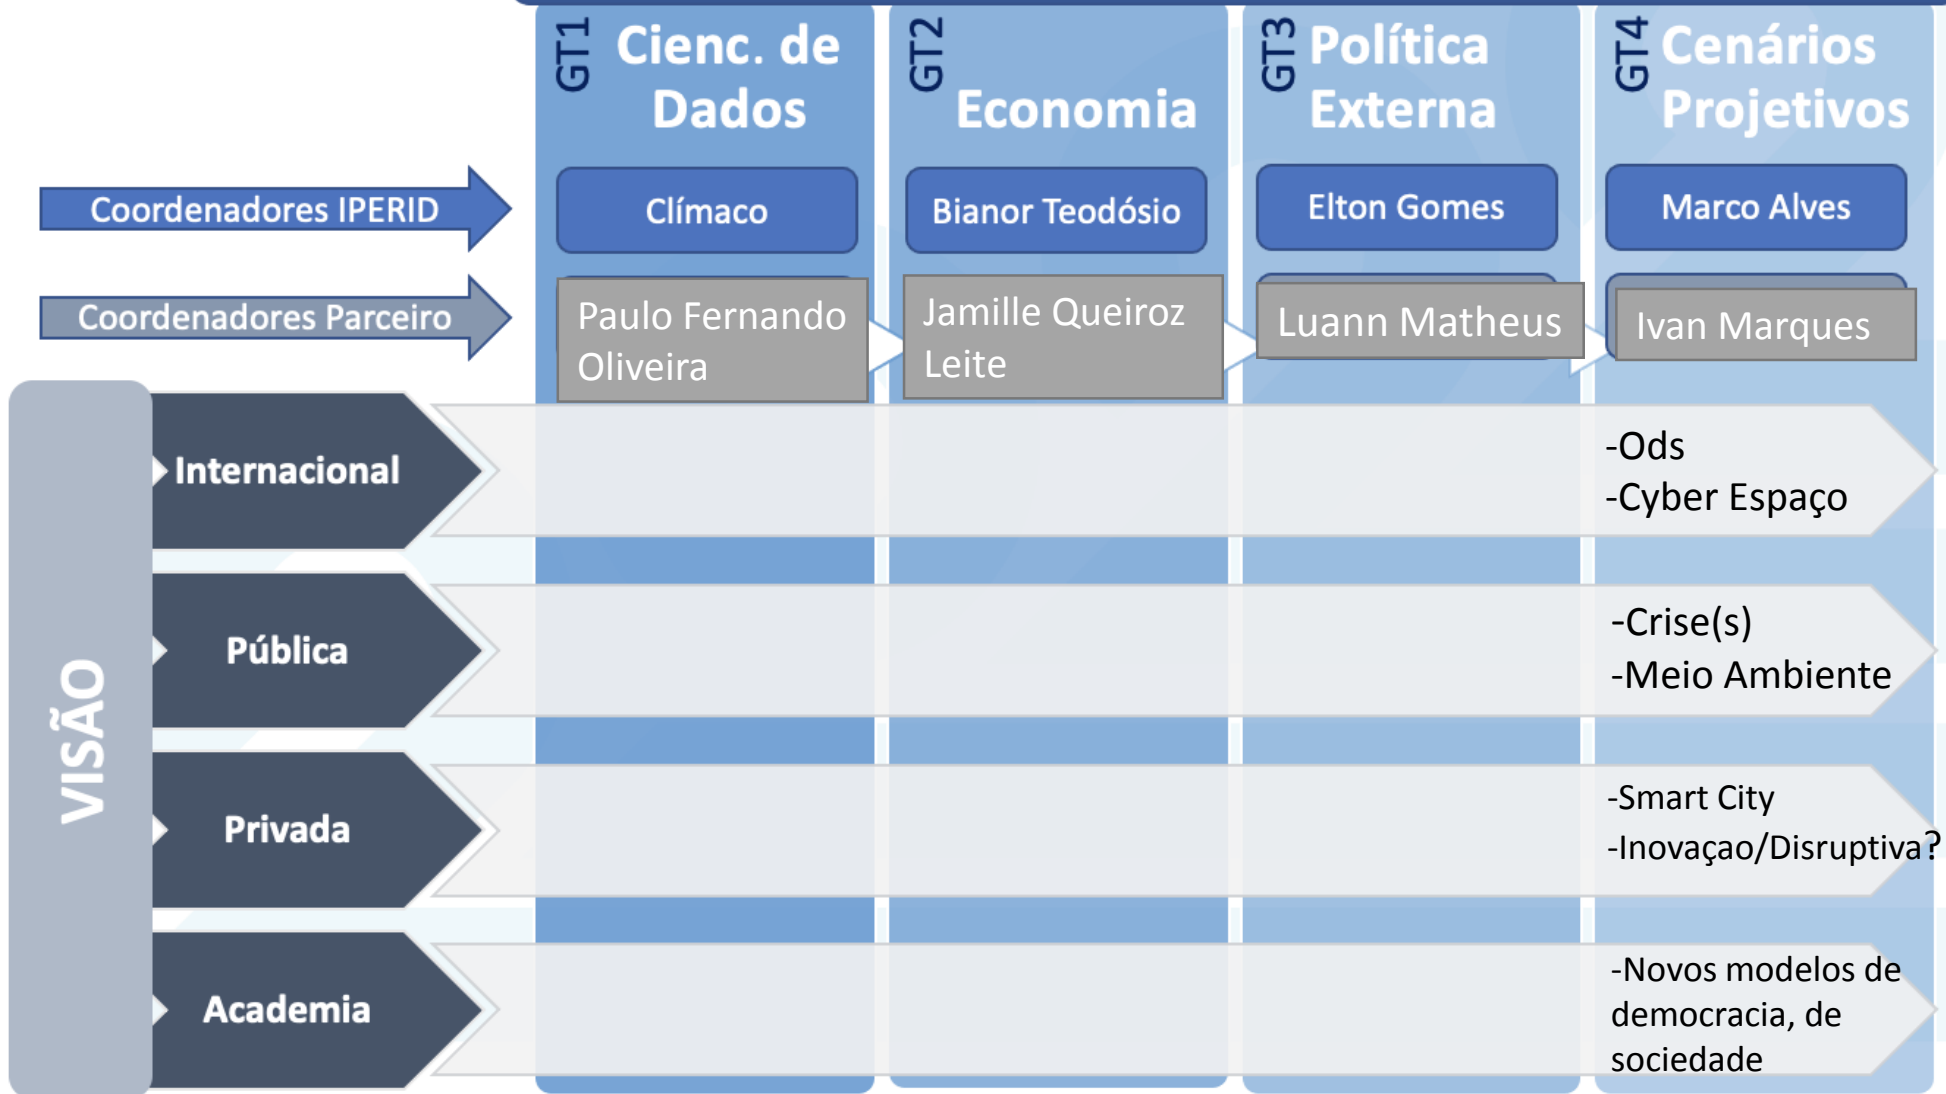 GT1
Cienc. de
Dados
GT2
Economia
GT3
Política
Externa
GT4
Cenários
Projetivos
Coordenadores IPERID
Clímaco
Bianor Teodósio
Elton Gomes
Marco Alves
Coordenadores Parceiro
Paulo Fernando
Oliveira
Jamille Queiroz
Leite
Luann Matheus
Ivan Marques
VISÃO
Internacional
-Ods
-Cyber Espaço
Pública
-Crise(s)
-Meio Ambiente
Privada
-Smart City
-Inovaçao/Disruptiva?
Academia
-Novos modelos de
democracia, de
sociedade